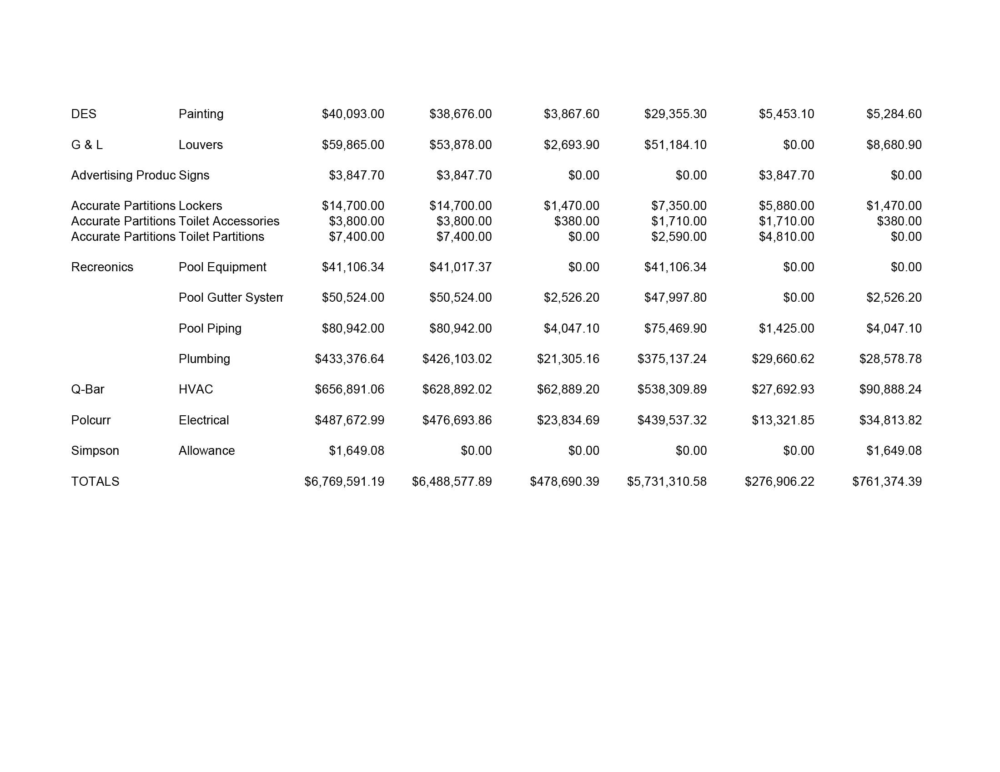 DES Painting $40,093.00 $38,676.00 $3,867.60 $29,355.30 $5,453.10 $5,284.60
G & L Louvers $59,865.00 $53,878.00 $2,693.90 $51,184.10 $0.00 $8,680.90
Advertising Produc Signs $3,847.70 $3,847.70 $0.00 $0.00 $3,847.70 $0.00
Accurate Partitions Lockers $14,700.00 $14,700.00 $1,470.00 $7,350.00 $5,880.00 $1,470.00
Accurate Partitions Toilet Accessories $3,800.00 $3,800.00 $380.00 $1,710.00 $1,710.00 $380.00
Accurate Partitions Toilet Partitions $7,400.00 $7,400.00 $0.00 $2,590.00 $4,810.00 $0.00
Recreonics Pool Equipment $41,106.34 $41,017.37 $0.00 $41,106.34 $0.00 $0.00
Pool Gutter System $50,524.00 $50,524.00 $2,526.20 $47,997.80 $0.00 $2,526.20
Pool Piping $80,942.00 $80,942.00 $4,047.10 $75,469.90 $1,425.00 $4,047.10
Plumbing $433,376.64 $426,103.02 $21,305.16 $375,137.24 $29,660.62 $28,578.78
Q-Bar HVAC $656,891.06 $628,892.02 $62,889.20 $538,309.89 $27,692.93 $90,888.24
Polcurr Electrical $487,672.99 $476,693.86 $23,834.69 $439,537.32 $13,321.85 $34,813.82
Simpson Allowance $1,649.08 $0.00 $0.00 $0.00 $0.00 $1,649.08
TOTALS $6,769,591.19 $6,488,577.89 $478,690.39 $5,731,310.58 $276,906.22 $761,374.39